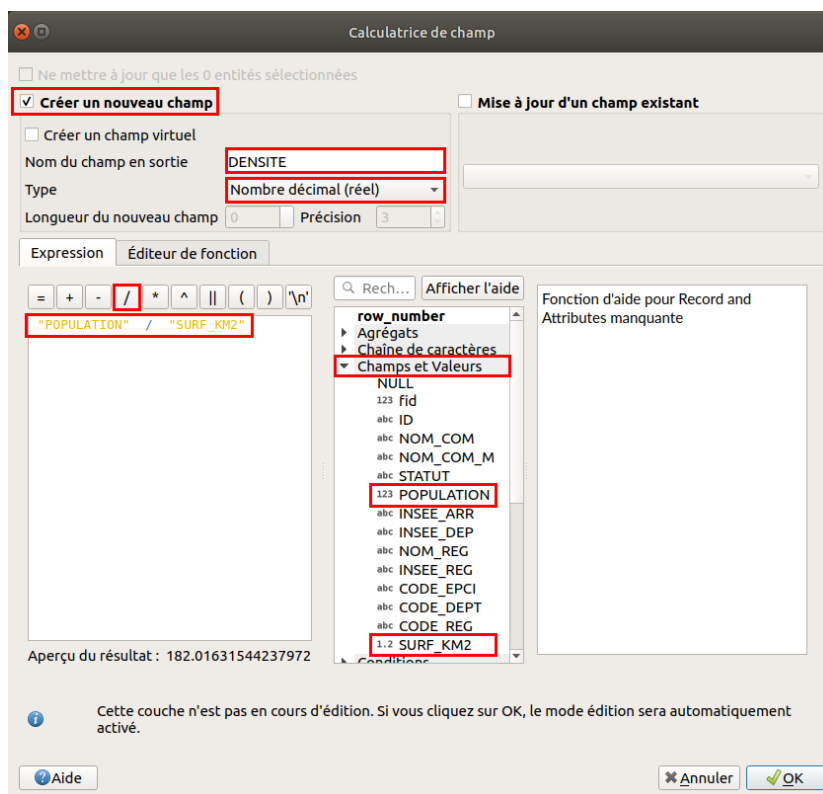 Calculatrice de champ
Ne mettre à jour que les 0 entités sélectionnées
Créer un nouveau champ
Mise à jour d'un champ existant
Créer un champ virtuel
Nom du champ en sortie DENSITE
Type Nombre décimal (réel)
Longueur du nouveau champ 0 Précision 3
Expression Éditeur de fonction
= + - / * ^ || ( ) '\n'
"POPULATION" / "SURF_KM2"
Aperçu du résultat : 182.01631544237972
Rech... Afficher l'aide
row_number
Agrégats
Chaîne de caractères
Champs et Valeurs
NULL
123 fid
abc ID
abc NOM_COM
abc NOM_COM_M
abc STATUT
123 POPULATION
abc INSEE_ARR
abc INSEE_DEP
abc NOM_REG
abc INSEE_REG
abc CODE_EPCI
abc CODE_DEPT
abc CODE_REG
1.2 SURF_KM2
Conditions
Fonction d'aide pour Record and
Attributes manquante
Cette couche n'est pas en cours d'édition. Si vous cliquez sur OK, le mode édition sera automatiquement
activé.
Aide
Annuler
OK